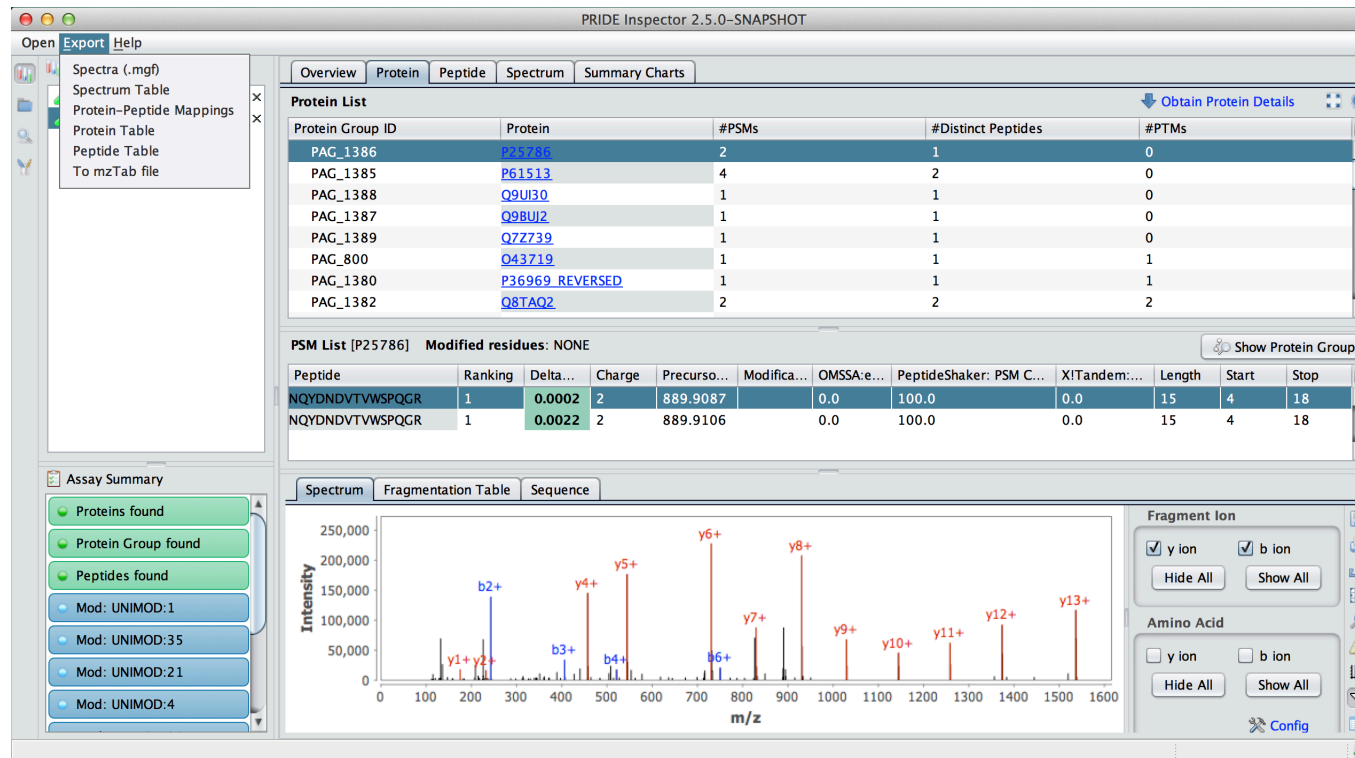 PRIDE Inspector 2.5.0-SNAPSHOT
Open Export Help
Spectra (.mgf)
Spectrum Table
Protein-Peptide Mappings
Protein Table
Peptide Table
To mzTab file
Overview Protein Peptide Spectrum Summary Charts
Protein List Obtain Protein Details
Protein Group ID Protein #PSMs #Distinct Peptides #PTMs
PAG_1386 P25786 2 1 0
PAG_1385 P61513 4 2 0
PAG_1388 Q9UI30 1 1 0
PAG_1387 Q9BUJ2 1 1 0
PAG_1389 Q7Z739 1 1 0
PAG_800 O43719 1 1 1
PAG_1380 P36969_REVERSED 1 1 1
PAG_1382 Q8TAQ2 2 2 2
PSM List [P25786] Modified residues: NONE Show Protein Group
Peptide Ranking Delta... Charge Precurso... Modifica... OMSSA:e... PeptideShaker: PSM C... X!Tandem:... Length Start Stop
NQYDNDVTVWSPQGR 1 0.0002 2 889.9087 0.0 100.0 0.0 15 4 18
NQYDNDVTVWSPQGR 1 0.0022 2 889.9106 0.0 100.0 0.0 15 4 18
Assay Summary
Proteins found
Protein Group found
Peptides found
Mod: UNIMOD:1
Mod: UNIMOD:35
Mod: UNIMOD:21
Mod: UNIMOD:4
Spectrum Fragmentation Table Sequence
Intensity
250,000
200,000
150,000
100,000
50,000
0
y1+ y2+ b2+ b3+ y4+ b4+ y5+ y6+ b6+ y7+ y8+ y9+ y10+ y11+ y12+ y13+
0 100 200 300 400 500 600 700 800 900 1000 1100 1200 1300 1400 1500 1600
m/z
Fragment Ion
y ion b ion
Hide All Show All
Amino Acid
y ion b ion
Hide All Show All
Config